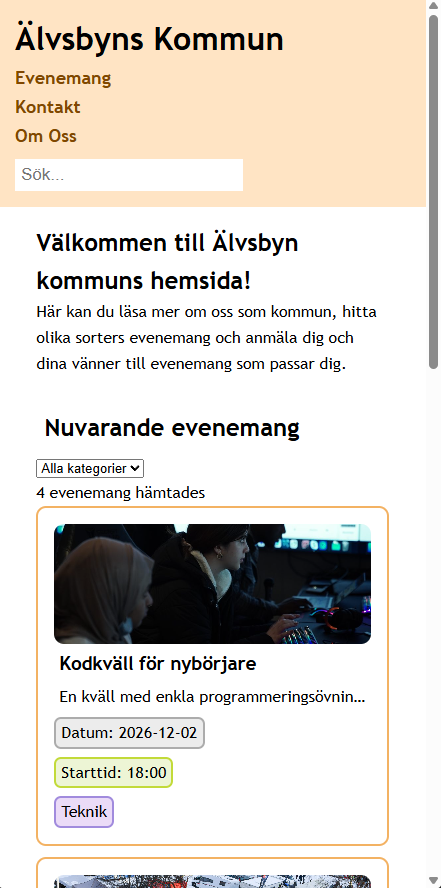 Älvsbyns Kommun
Evenemang
Kontakt
Om Oss
Sök...
Välkommen till Älvsbyn
kommuns hemsida!
Här kan du läsa mer om oss som kommun, hitta
olika sorters evenemang och anmäla dig och
dina vänner till evenemang som passar dig.
Nuvarande evenemang
Alla kategorier
4 evenemang hämtades
Kodkväll för nybörjare
En kväll med enkla programmeringsövnin...
Datum: 2026-12-02
Starttid: 18:00
Teknik